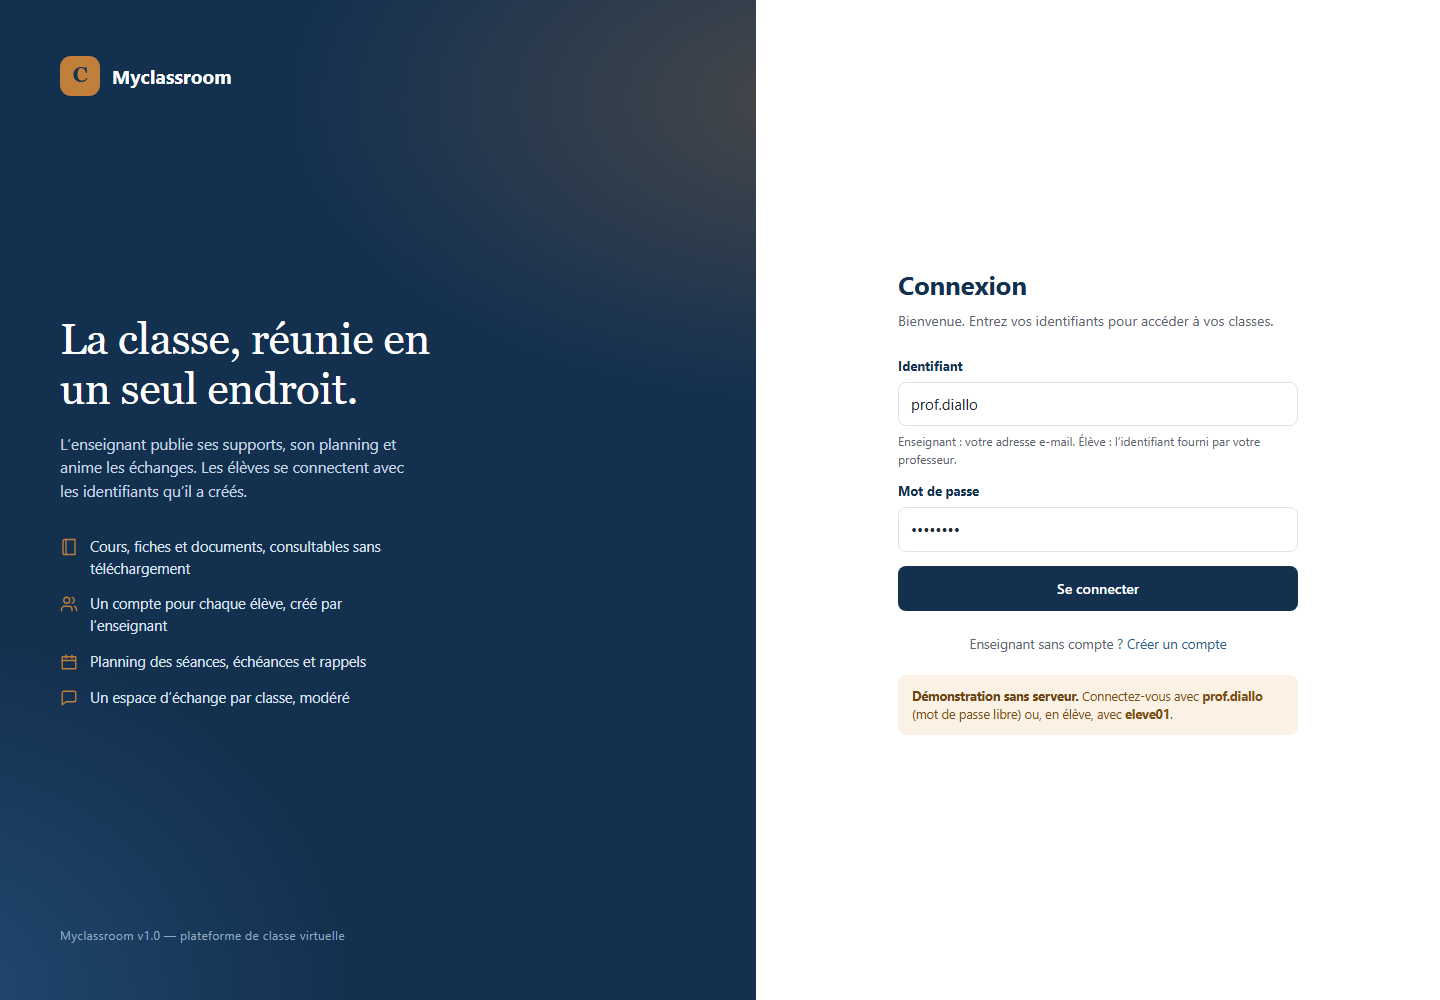 C
Myclassroom
La classe, réunie en
un seul endroit.
L’enseignant publie ses supports, son planning et
anime les échanges. Les élèves se connectent avec
les identifiants qu’il a créés.
Cours, fiches et documents, consultables sans
téléchargement
Un compte pour chaque élève, créé par
l’enseignant
Planning des séances, échéances et rappels
Un espace d’échange par classe, modéré
Myclassroom v1.0 — plateforme de classe virtuelle
Connexion
Bienvenue. Entrez vos identifiants pour accéder à vos classes.
Identifiant
prof.diallo
Enseignant : votre adresse e-mail. Élève : l’identifiant fourni par votre
professeur.
Mot de passe
••••••••
Se connecter
Enseignant sans compte ? Créer un compte
Démonstration sans serveur. Connectez-vous avec prof.diallo
(mot de passe libre) ou, en élève, avec eleve01.